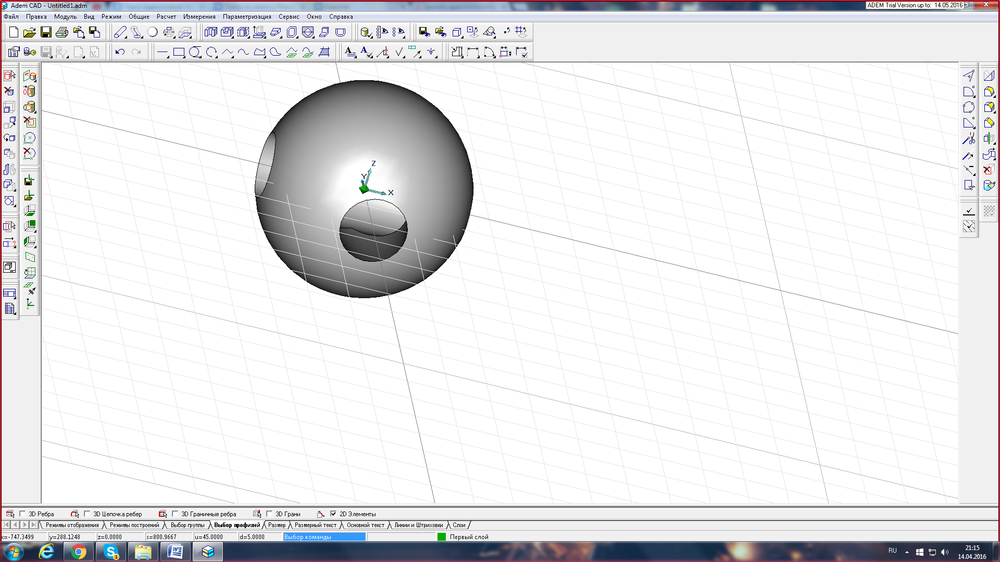 Adem CAD - Untitled1.adm
ADEM Trial Version up to: 14.05.2016
Файл Правка Модуль Вид Режим Общие Расчет Измерения Параметризация Сервис Окно Справка
Z
Y
X
3D Ребра 3D Цепочка ребер 3D Граничные ребра 3D Грани 2D Элементы
Режимы отображения Режимы построений Выбор группы Выбор профилей Размер Размерный текст Основной текст Линии и Штриховки Слои
x=-747.3499 y=288.1248 z=0.0000 s=800.9667 u=45.0000 d=5.0000 Выбор команды Первый слой
RU
21:15
14.04.2016